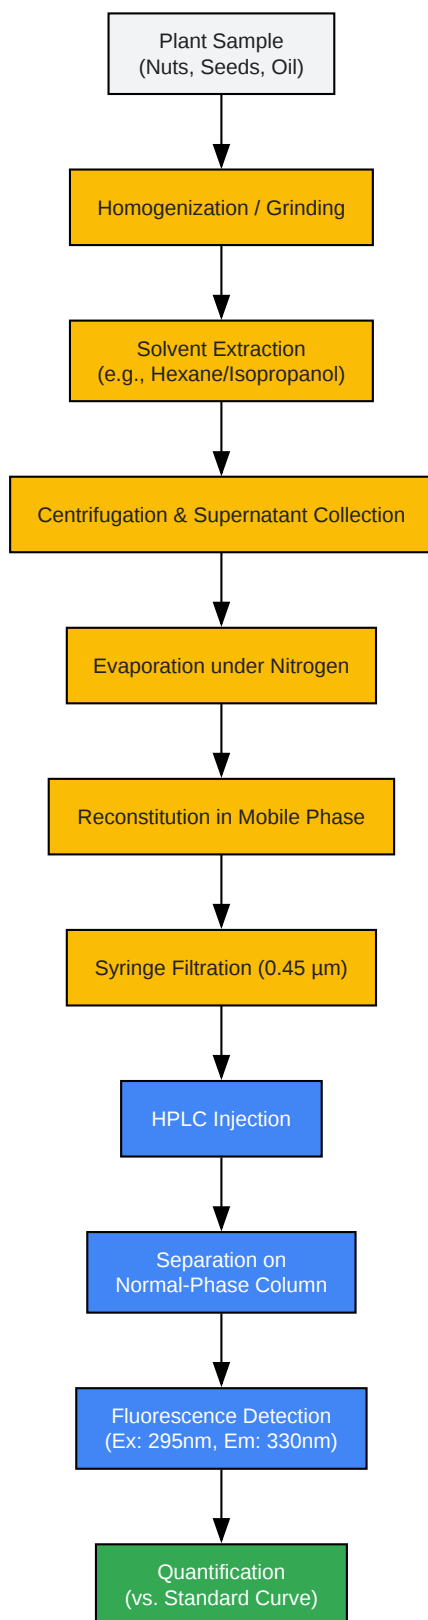 Plant Sample
(Nuts, Seeds, Oil)
Homogenization / Grinding
Solvent Extraction
(e.g., Hexane/Isopropanol)
Centrifugation & Supernatant Collection
Evaporation under Nitrogen
Reconstitution in Mobile Phase
Syringe Filtration (0.45 µm)
HPLC Injection
Separation on
Normal-Phase Column
Fluorescence Detection
(Ex: 295nm, Em: 330nm)
Quantification
(vs. Standard Curve)